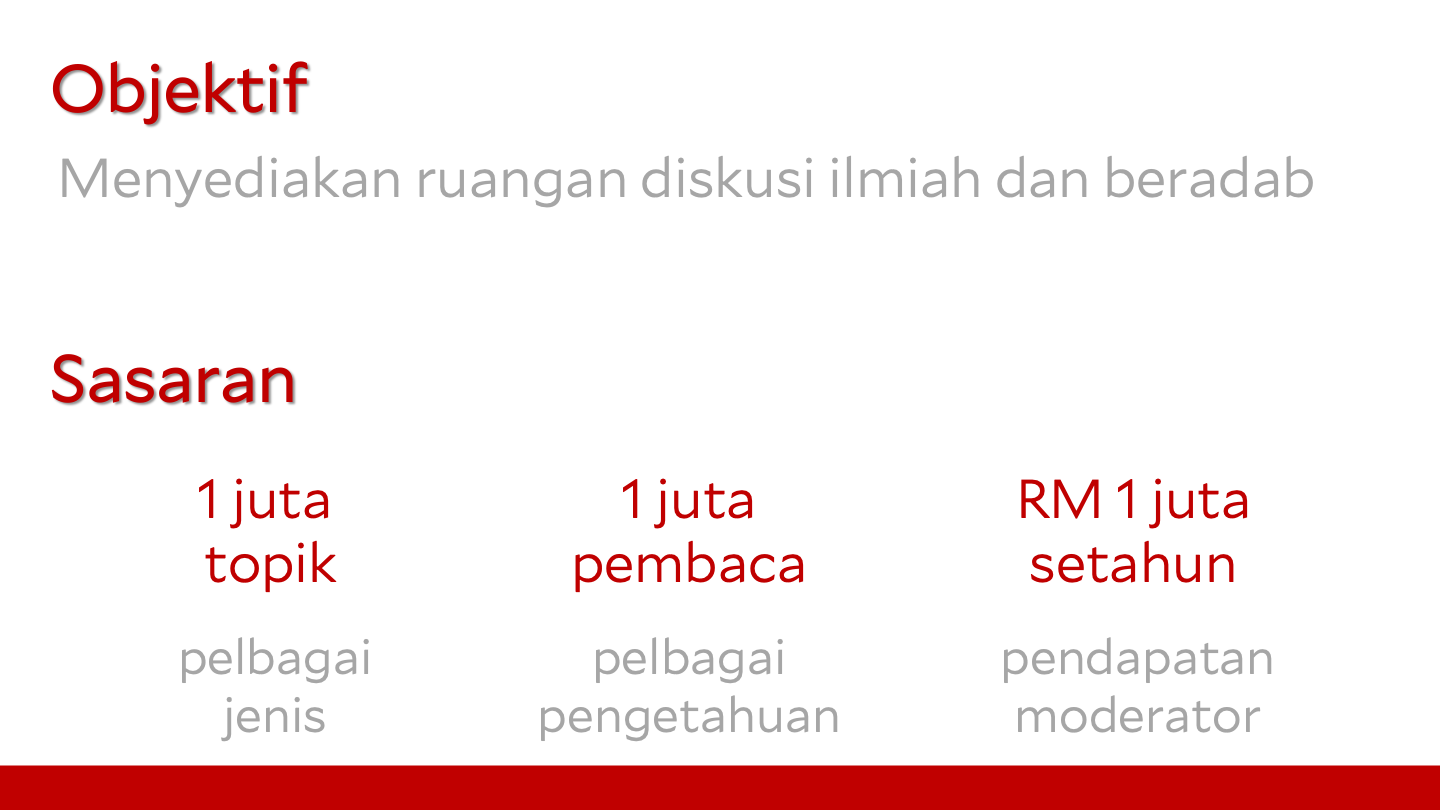 Objektif
Menyediakan ruangan diskusi ilmiah dan beradab
Sasaran
1 juta
topik
pelbagai
jenis
1 juta
pembaca
pelbagai
pengetahuan
RM 1 juta
setahun
pendapatan
moderator